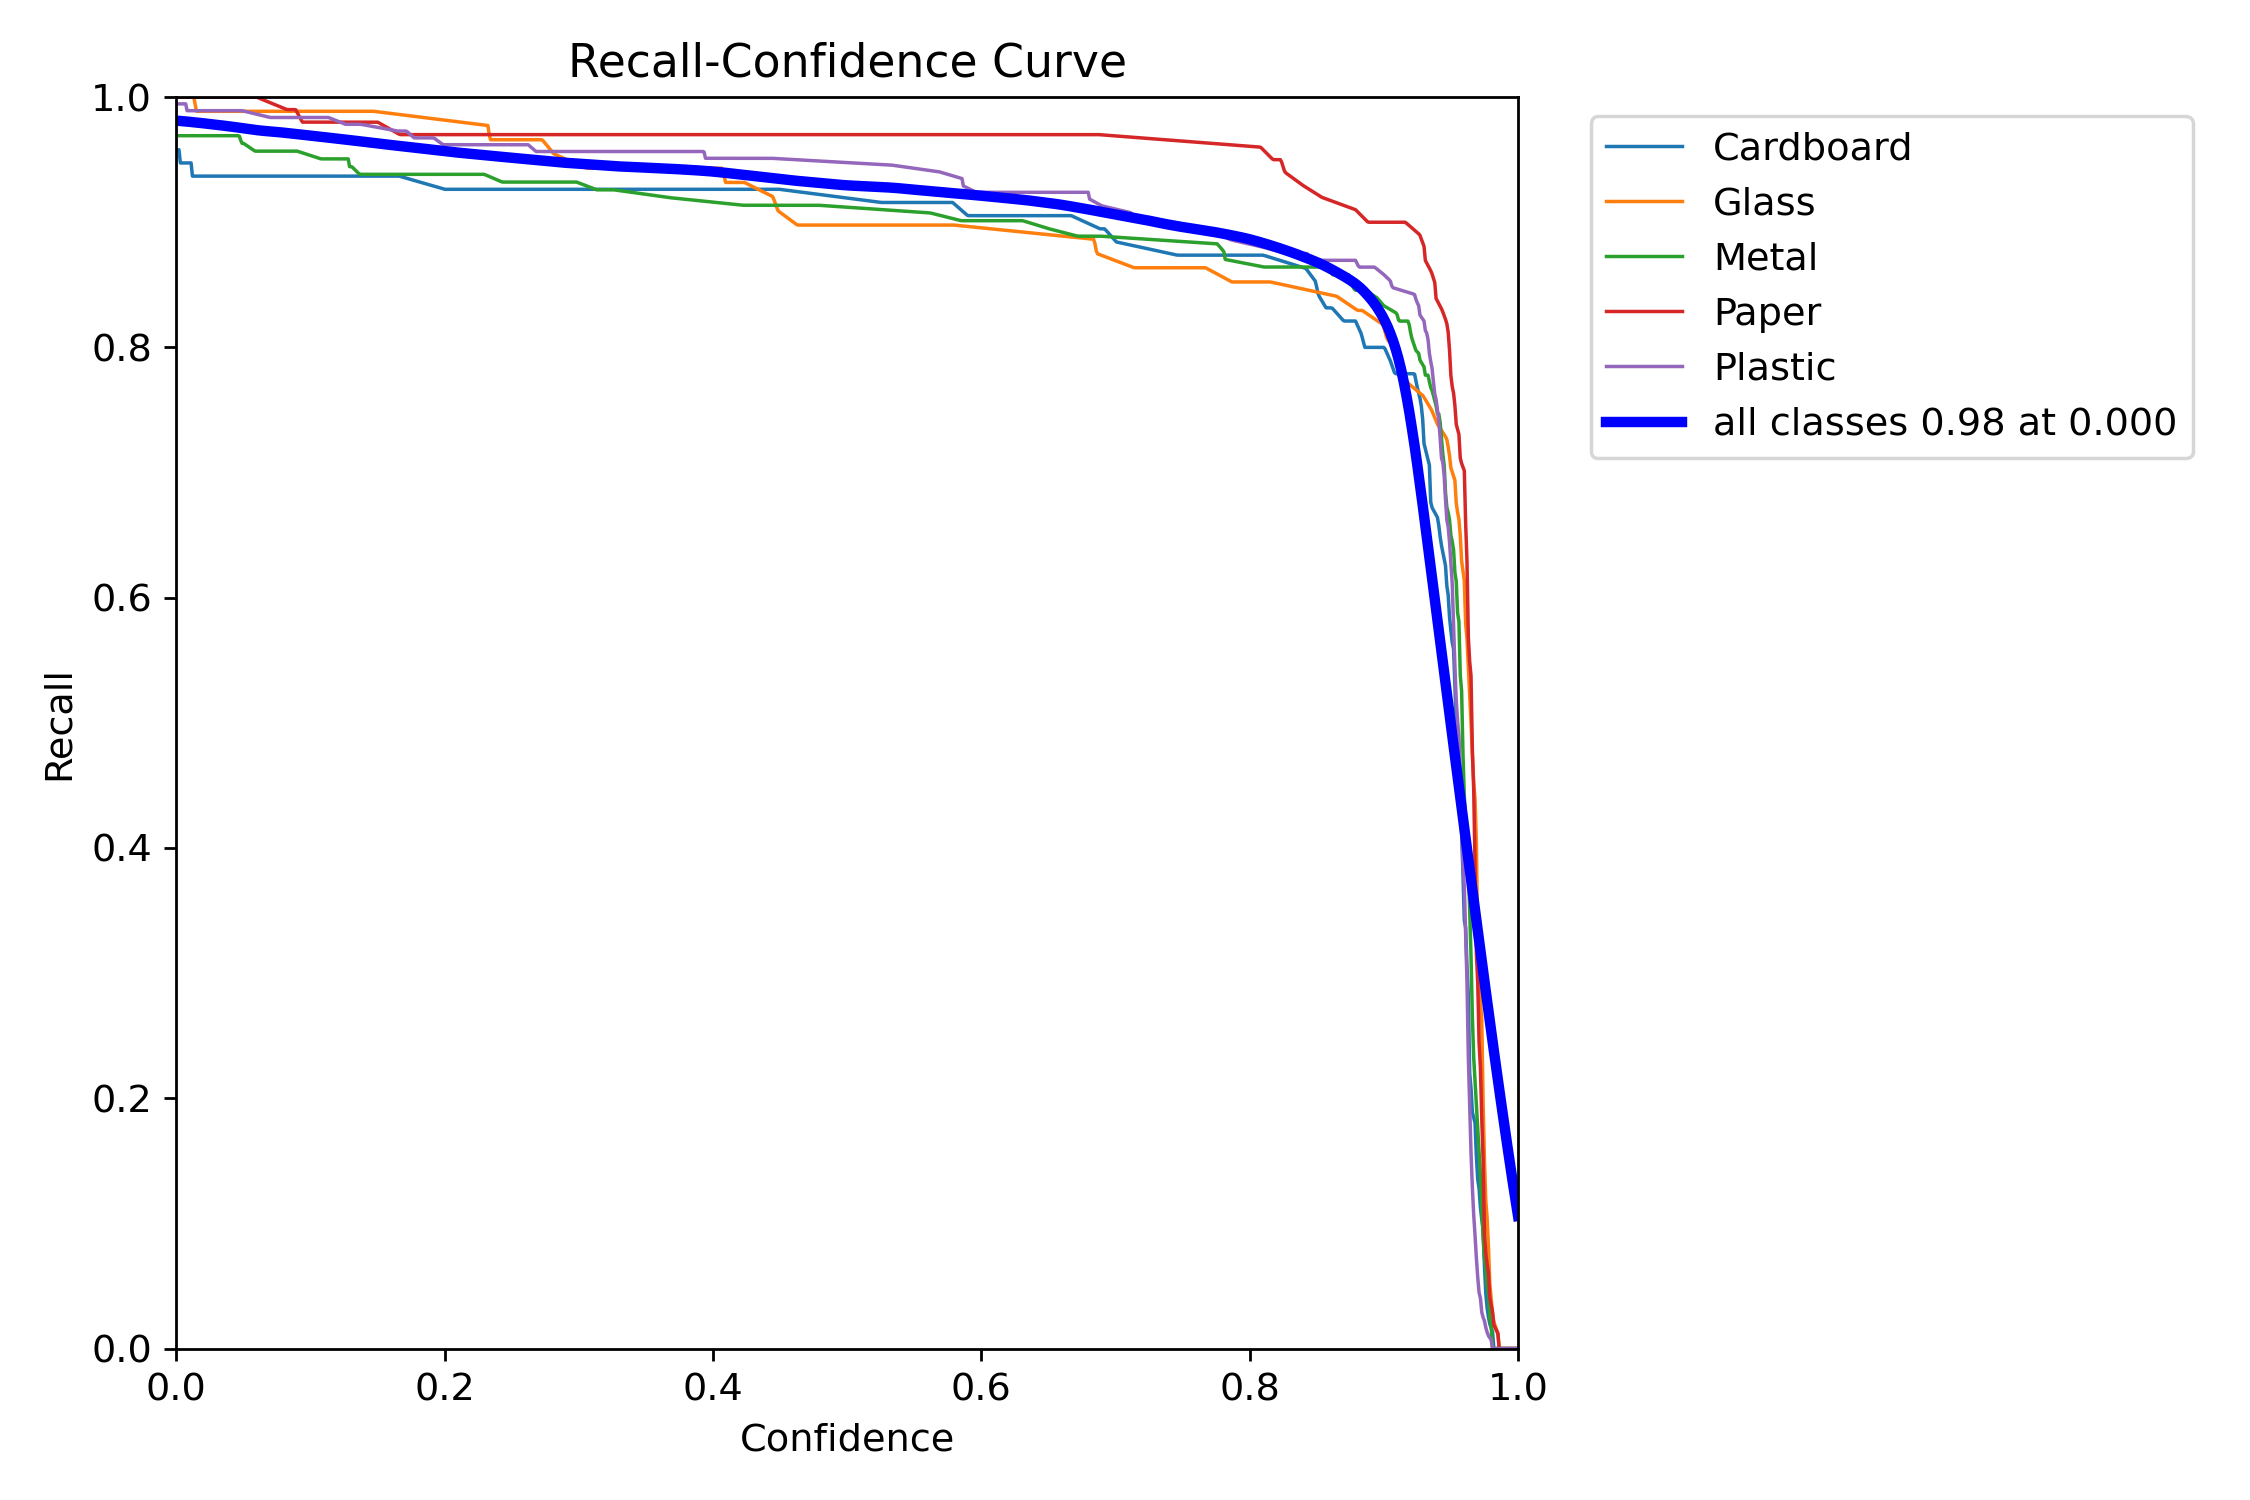 Recall-Confidence Curve
1.0
0.8
0.6
0.4
0.2
0.0
Recall
0.0 0.2 0.4 0.6 0.8 1.0
Confidence
Cardboard
Glass
Metal
Paper
Plastic
all classes 0.98 at 0.000